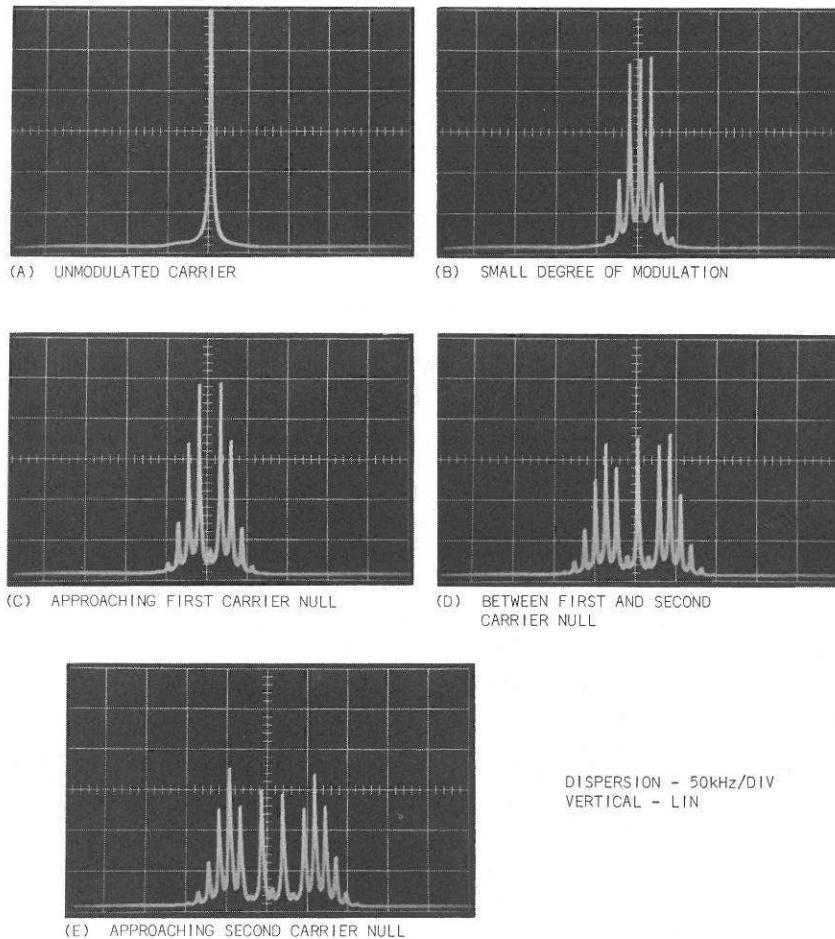 (A) UNMODULATED CARRIER
(B) SMALL DEGREE OF MODULATION
(C) APPROACHING FIRST CARRIER NULL
(D) BETWEEN FIRST AND SECOND
CARRIER NULL
DISPERSION - 50kHz/DIV
VERTICAL - LIN
(E) APPROACHING SECOND CARRIER NULL